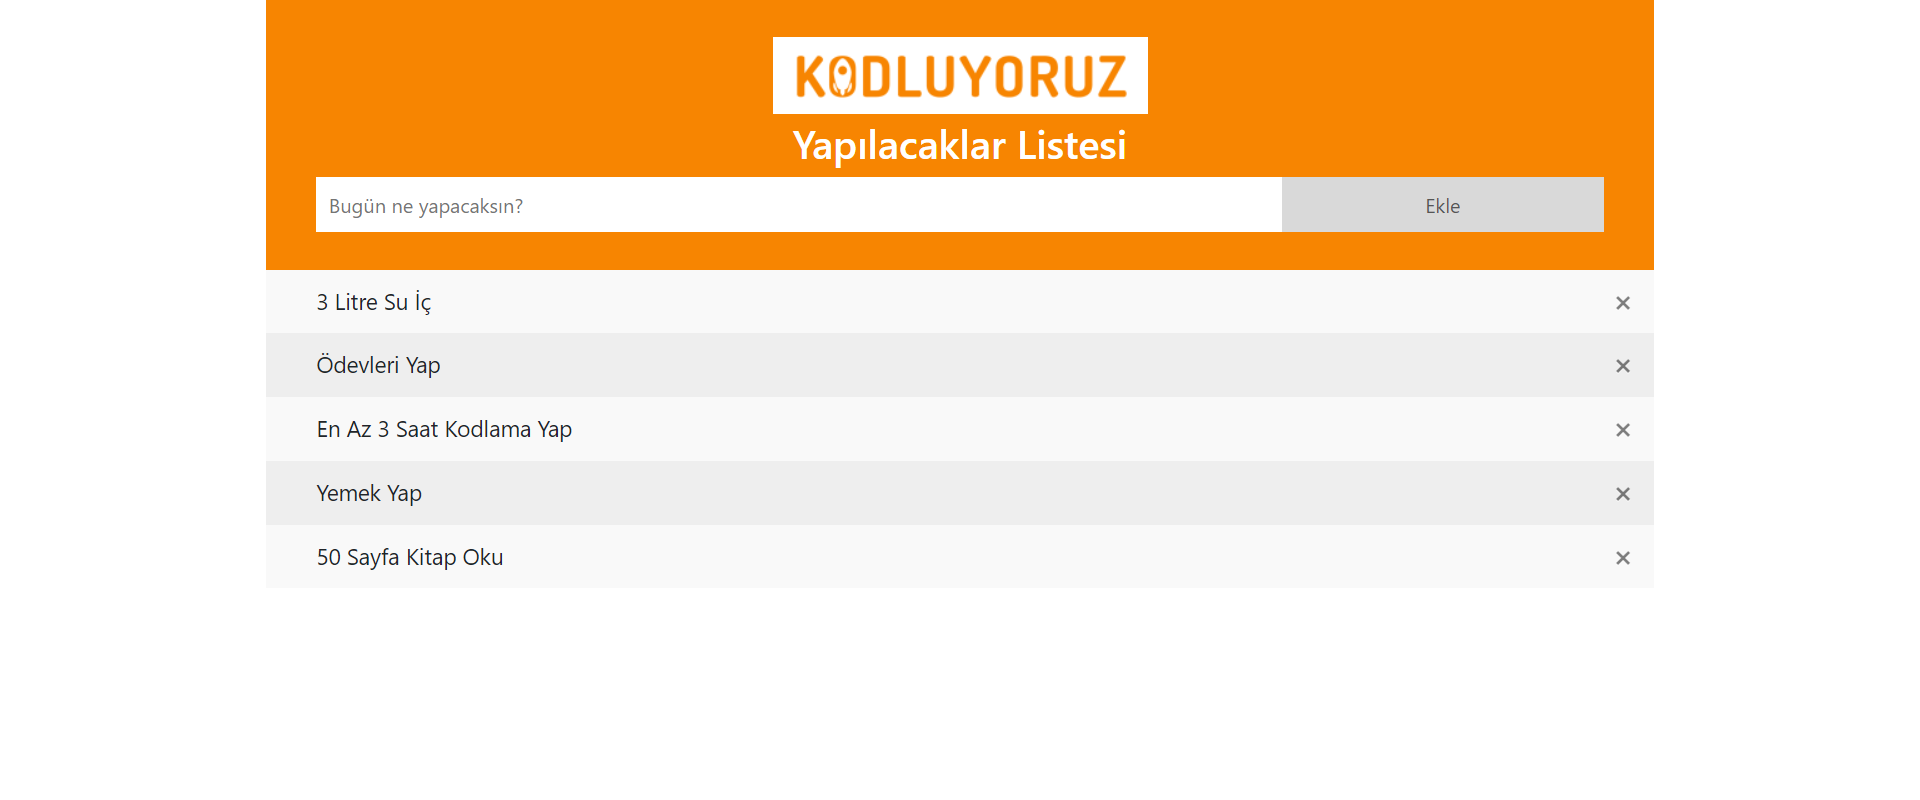 KODLUYORUZ
Yapılacaklar Listesi
Bugün ne yapacaksın?
Ekle
3 Litre Su İç
×
Ödevleri Yap
×
En Az 3 Saat Kodlama Yap
×
Yemek Yap
×
50 Sayfa Kitap Oku
×